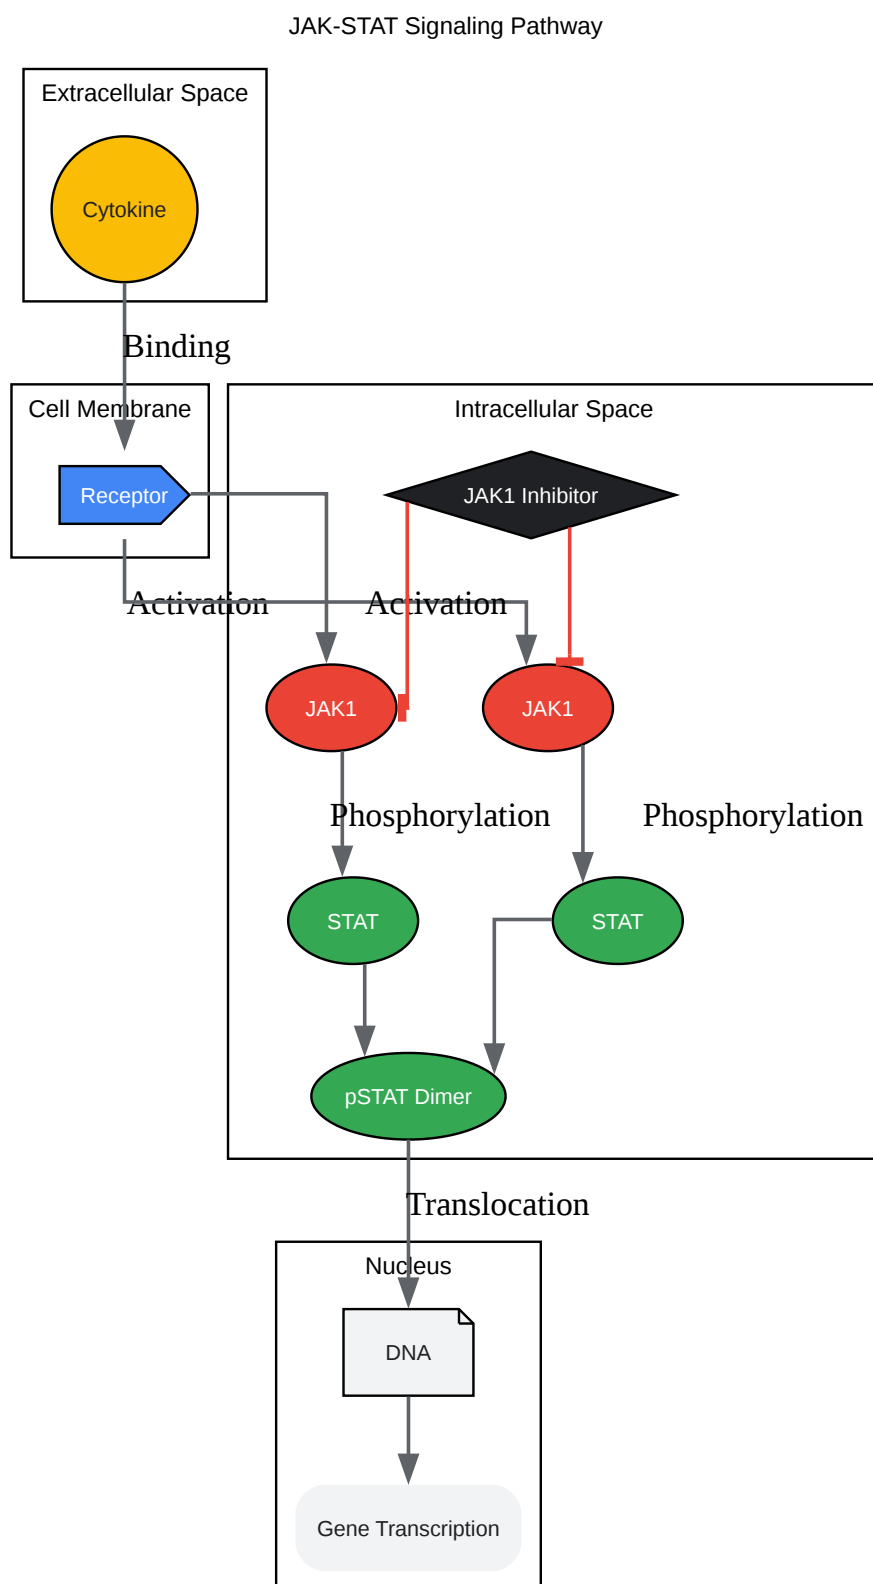 JAK-STAT Signaling Pathway
Extracellular Space
Cytokine
Binding
Cell Membrane
Intracellular Space
Receptor
JAK1 Inhibitor
Activation
Activation
JAK1
JAK1
Phosphorylation
Phosphorylation
STAT
STAT
pSTAT Dimer
Translocation
Nucleus
DNA
Gene Transcription